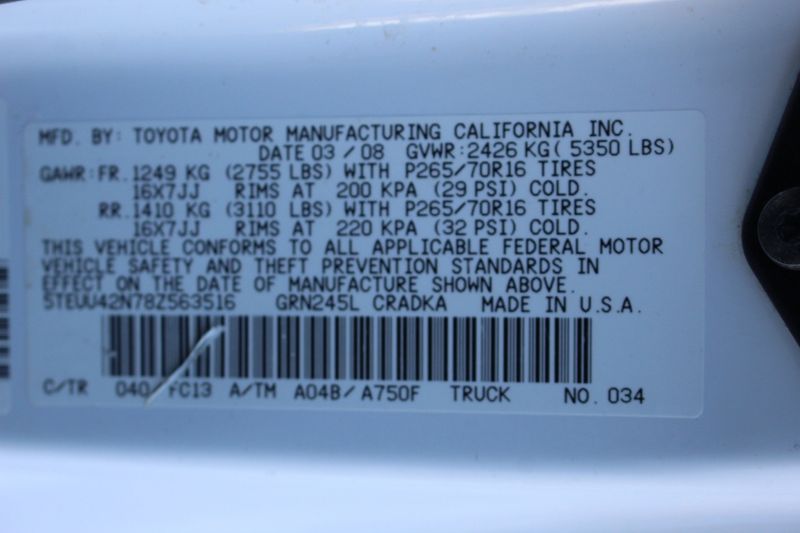 MFD. BY: TOYOTA MOTOR MANUFACTURING CALIFORNIA INC.
DATE 03 / 08 GVWR: 2426 KG ( 5350 LBS)
GAWR: FR. 1249 KG (2755 LBS) WITH P265/70R16 TIRES
16X7JJ RIMS AT 200 KPA (29 PSI) COLD.
RR. 1410 KG (3110 LBS) WITH P265/70R16 TIRES
16X7JJ RIMS AT 220 KPA (32 PSI) COLD.
THIS VEHICLE CONFORMS TO ALL APPLICABLE FEDERAL MOTOR
VEHICLE SAFETY AND THEFT PREVENTION STANDARDS IN
EFFECT ON THE DATE OF MANUFACTURE SHOWN ABOVE.
5TEUU42N78Z563516 GRN245L CRADKA MADE IN U.S.A.
C/TR 040 / FC13 A/TM A04B / A750F TRUCK NO. 034